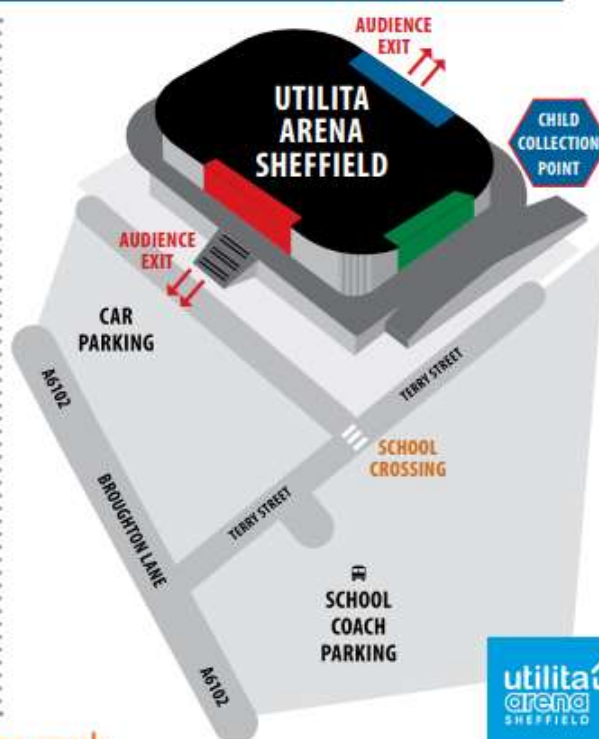 AUDIENCE
EXIT
UTILITA
ARENA
SHEFFIELD
CHILD
COLLECTION
POINT
AUDIENCE
EXIT
CAR
PARKING
A6102
TERRY STREET
SCHOOL
CROSSING
BROUGHTON LANE
TERRY STREET
SCHOOL
COACH
PARKING
A6102
utilita
arena
SHEFFIELD